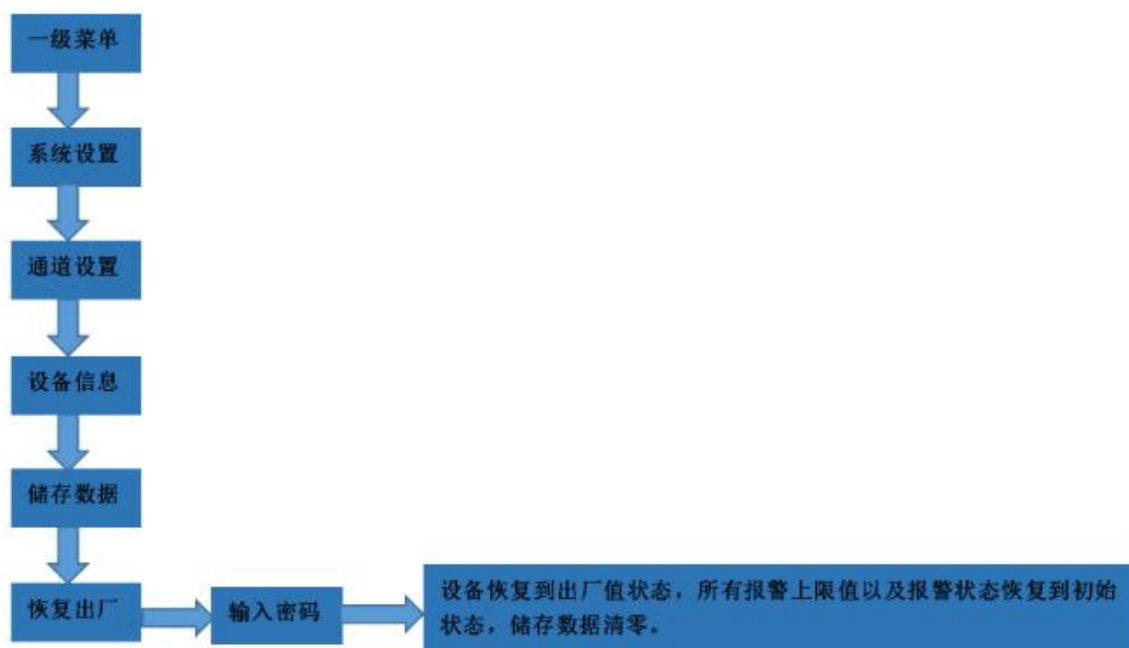 一级菜单
系统设置
通道设置
设备信息
储存数据
恢复出厂
输入密码
设备恢复到出厂值状态，所有报警上限值以及报警状态恢复到初始
状态，储存数据清零。